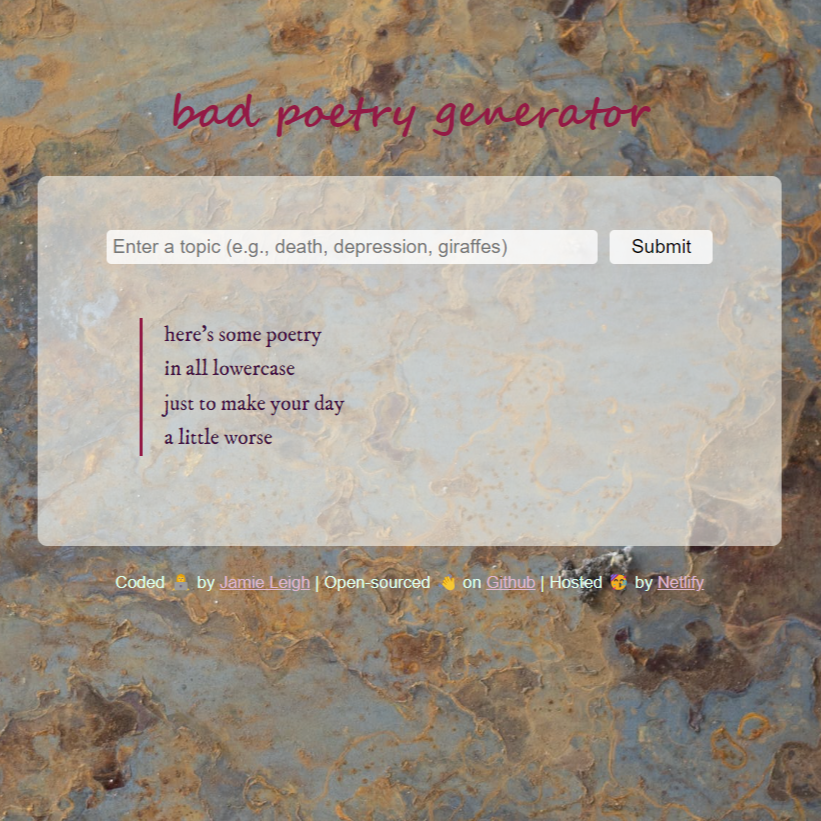 bad poetry generator
Enter a topic (e.g., death, depression, giraffes) Submit
here's some poetry
in all lowercase
just to make your day
a little worse
Coded 👩‍💻 by Jamie Leigh | Open-sourced 👋 on Github | Hosted 🥳 by Netlify